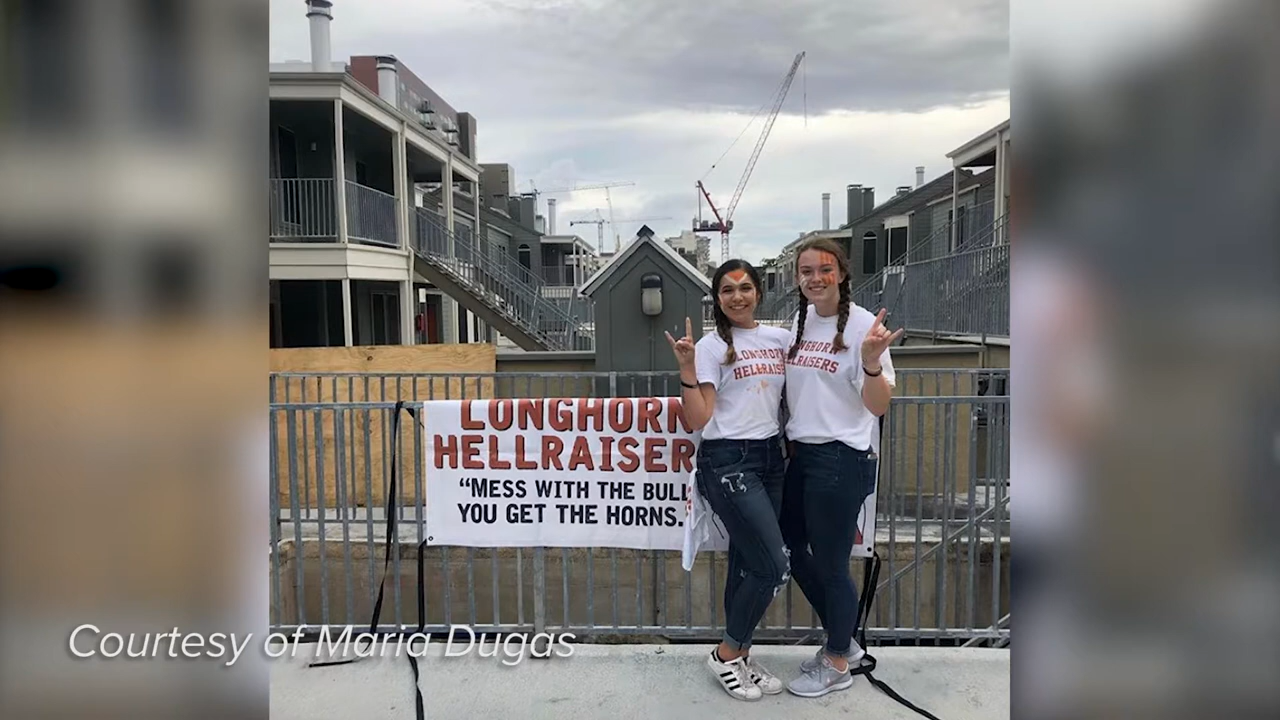 LONGHORN
HELLRAISERS
LONGHORN
HELLRAISERS
LONGHORN
HELLRAISER
“MESS WITH THE BULL
YOU GET THE HORNS.
Courtesy of Maria Dugas